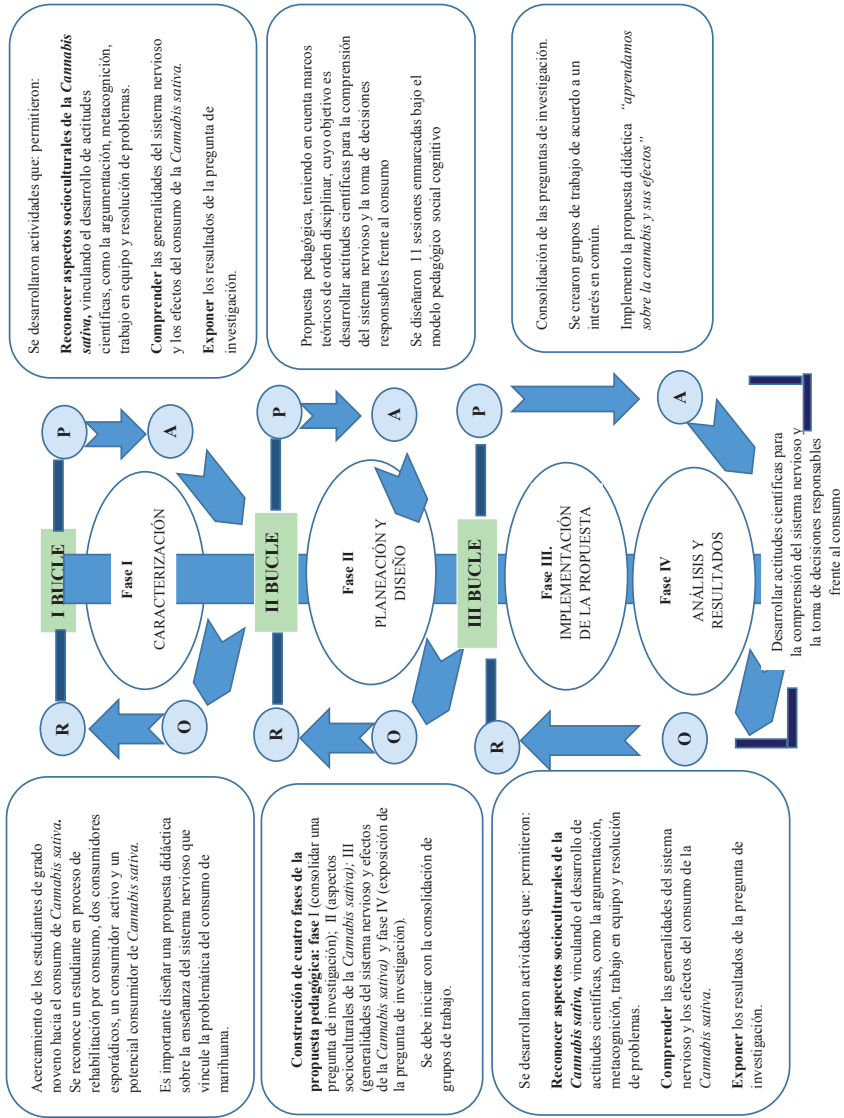 Acercamiento de los estudiantes de grado
noveno hacia el consumo de Cannabis sativa.
Se reconoce un estudiante en proceso de
rehabilitación por consumo, dos consumidores
esporádicos, un consumidor activo y un
potencial consumidor de Cannabis sativa.
Es importante diseñar una propuesta didáctica
sobre la enseñanza del sistema nervioso que
vincule la problemática del consumo de
marihuana.
R
I BUCLE
P
O
Fase I
CARACTERIZACIÓN
A
Se desarrollaron actividades que: permitieron:
Reconocer aspectos socioculturales de la Cannabis
sativa, vinculando el desarrollo de actitudes
científicas, como la argumentación, metacognición,
trabajo en equipo y resolución de problemas.
Comprender las generalidades del sistema nervioso
y los efectos del consumo de la Cannabis sativa.
Exponer los resultados de la pregunta de
investigación.
Construcción de cuatro fases de la
propuesta pedagógica: fase I (consolidar una
pregunta de investigación); II (aspectos
socioculturales de la Cannabis sativa); III
(generalidades del sistema nervioso y efectos
de la Cannabis sativa) y fase IV (exposición de
la pregunta de investigación).
Se debe iniciar con la consolidación de
grupos de trabajo.
R
II BUCLE
P
O
Fase II
PLANEACIÓN Y
DISEÑO
A
Propuesta pedagógica, teniendo en cuenta marcos
teóricos de orden disciplinar, cuyo objetivo es
desarrollar actitudes científicas para la comprensión
del sistema nervioso y la toma de decisiones
responsables frente al consumo
Se diseñaron 11 sesiones enmarcadas bajo el
modelo pedagógico social cognitivo
Se desarrollaron actividades que: permitieron:
Reconocer aspectos socioculturales de la
Cannabis sativa, vinculando el desarrollo de
actitudes científicas, como la argumentación,
metacognición, trabajo en equipo y resolución
de problemas.
Comprender las generalidades del sistema
nervioso y los efectos del consumo de la
Cannabis sativa.
Exponer los resultados de la pregunta de
investigación.
R
III BUCLE
P
Fase III.
IMPLEMENTACIÓN
DE LA PROPUESTA
O
Fase IV
ANÁLISIS Y
RESULTADOS
A
Consolidación de las preguntas de investigación.
Se crearon grupos de trabajo de acuerdo a un
interés en común.
Implemento la propuesta didáctica “aprendamos
sobre la cannabis y sus efectos”
Desarrollar actitudes científicas para
la comprensión del sistema nervioso y
la toma de decisiones responsables
frente al consumo